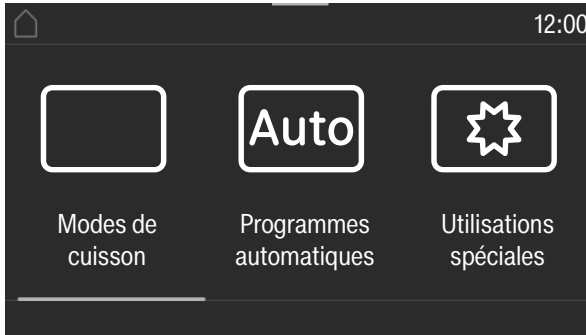 12:00
Auto
Modes de
cuisson
Programmes
automatiques
Utilisations
spéciales